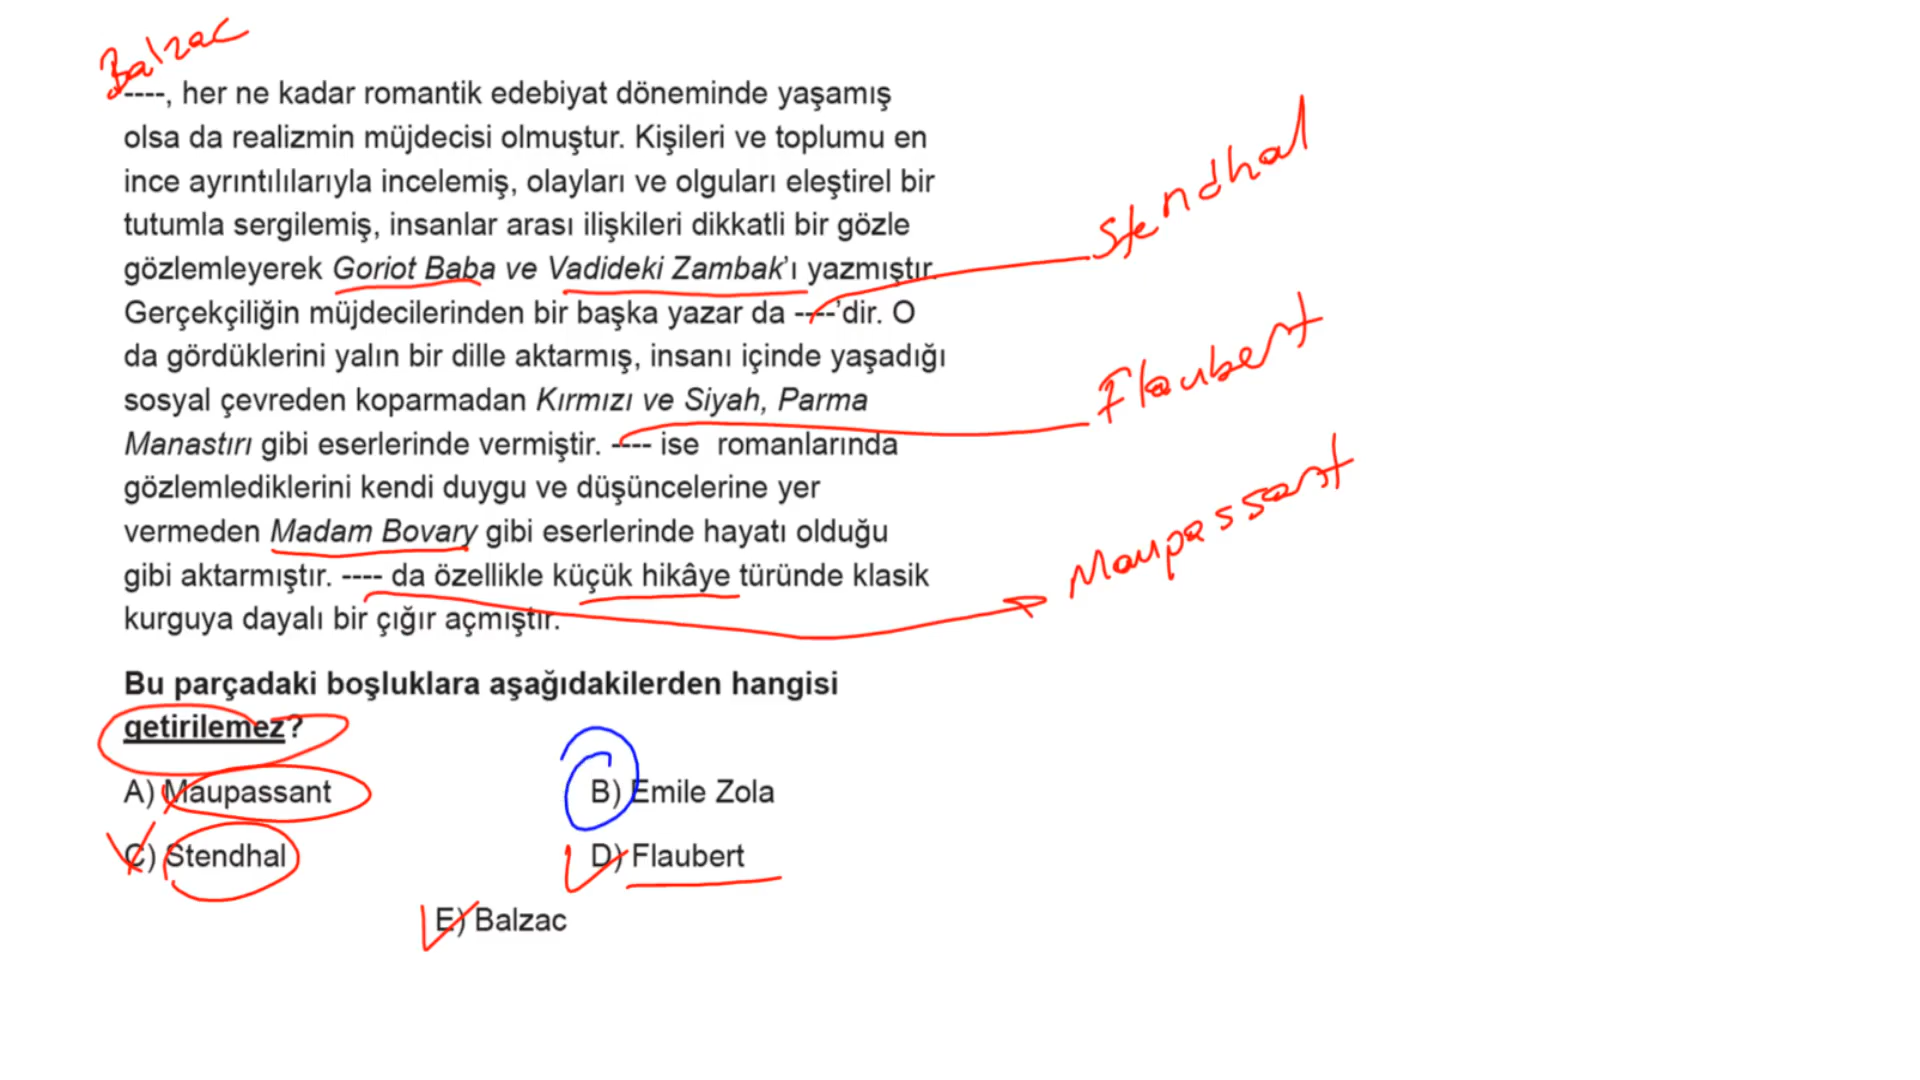 Balzac
----, her ne kadar romantik edebiyat döneminde yaşamış
olsa da realizmin müjdecisi olmuştur. Kişileri ve toplumu en
ince ayrıntılılarıyla incelemiş, olayları ve olguları eleştirel bir
tutumla sergilemiş, insanlar arası ilişkileri dikkatli bir gözle
gözlemleyerek Goriot Baba ve Vadideki Zambak’ı yazmıştır.
Gerçekçiliğin müjdecilerinden bir başka yazar da ----’dir. O
da gördüklerini yalın bir dille aktarmış, insanı içinde yaşadığı
sosyal çevreden koparmadan Kırmızı ve Siyah, Parma
Manastırı gibi eserlerinde vermiştir. ---- ise romanlarında
gözlemlediklerini kendi duygu ve düşüncelerine yer
vermeden Madam Bovary gibi eserlerinde hayatı olduğu
gibi aktarmıştır. ---- da özellikle küçük hikâye türünde klasik
kurguya dayalı bir çığır açmıştır.
Stendhal
Flaubert
Maupassant
Bu parçadaki boşluklara aşağıdakilerden hangisi
getirilemez?
A) Maupassant B) Emile Zola
C) Stendhal D) Flaubert
E) Balzac